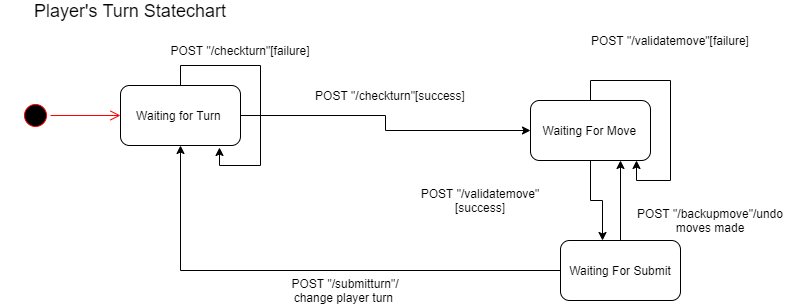 Player's Turn Statechart
POST "/checkturn"[failure]
POST "/validatemove"[failure]
POST "/checkturn"[success]
Waiting for Turn
Waiting For Move
POST "/validatemove"
[success]
POST "/backupmove"/undo
moves made
Waiting For Submit
POST "/submitturn"/
change player turn